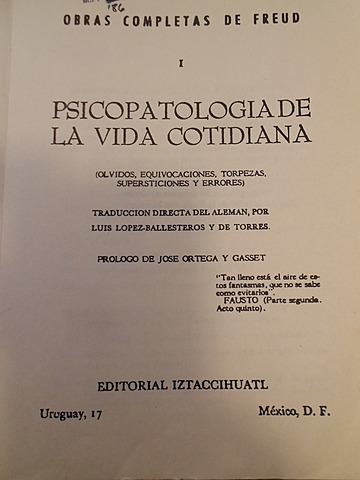 '86
OBRAS COMPLETAS DE FREUD
I
PSICOPATOLOGIA DE
LA VIDA COTIDIANA
(OLVIDOS, EQUIVOCACIONES, TORPEZAS,
SUPERSTICIONES Y ERRORES)
TRADUCCION DIRECTA DEL ALEMAN, POR
LUIS LOPEZ-BALLESTEROS Y DE TORRES.
PROLOGO DE JOSE ORTEGA Y GASSET
"Tan lleno está el aire de es-
tos fantasmas, que no se sabe
como evitarlos".
FAUSTO (Parte segunda.
Acto quinto).
EDITORIAL IZTACCIHUATL
Uruguay, 17 México, D. F.